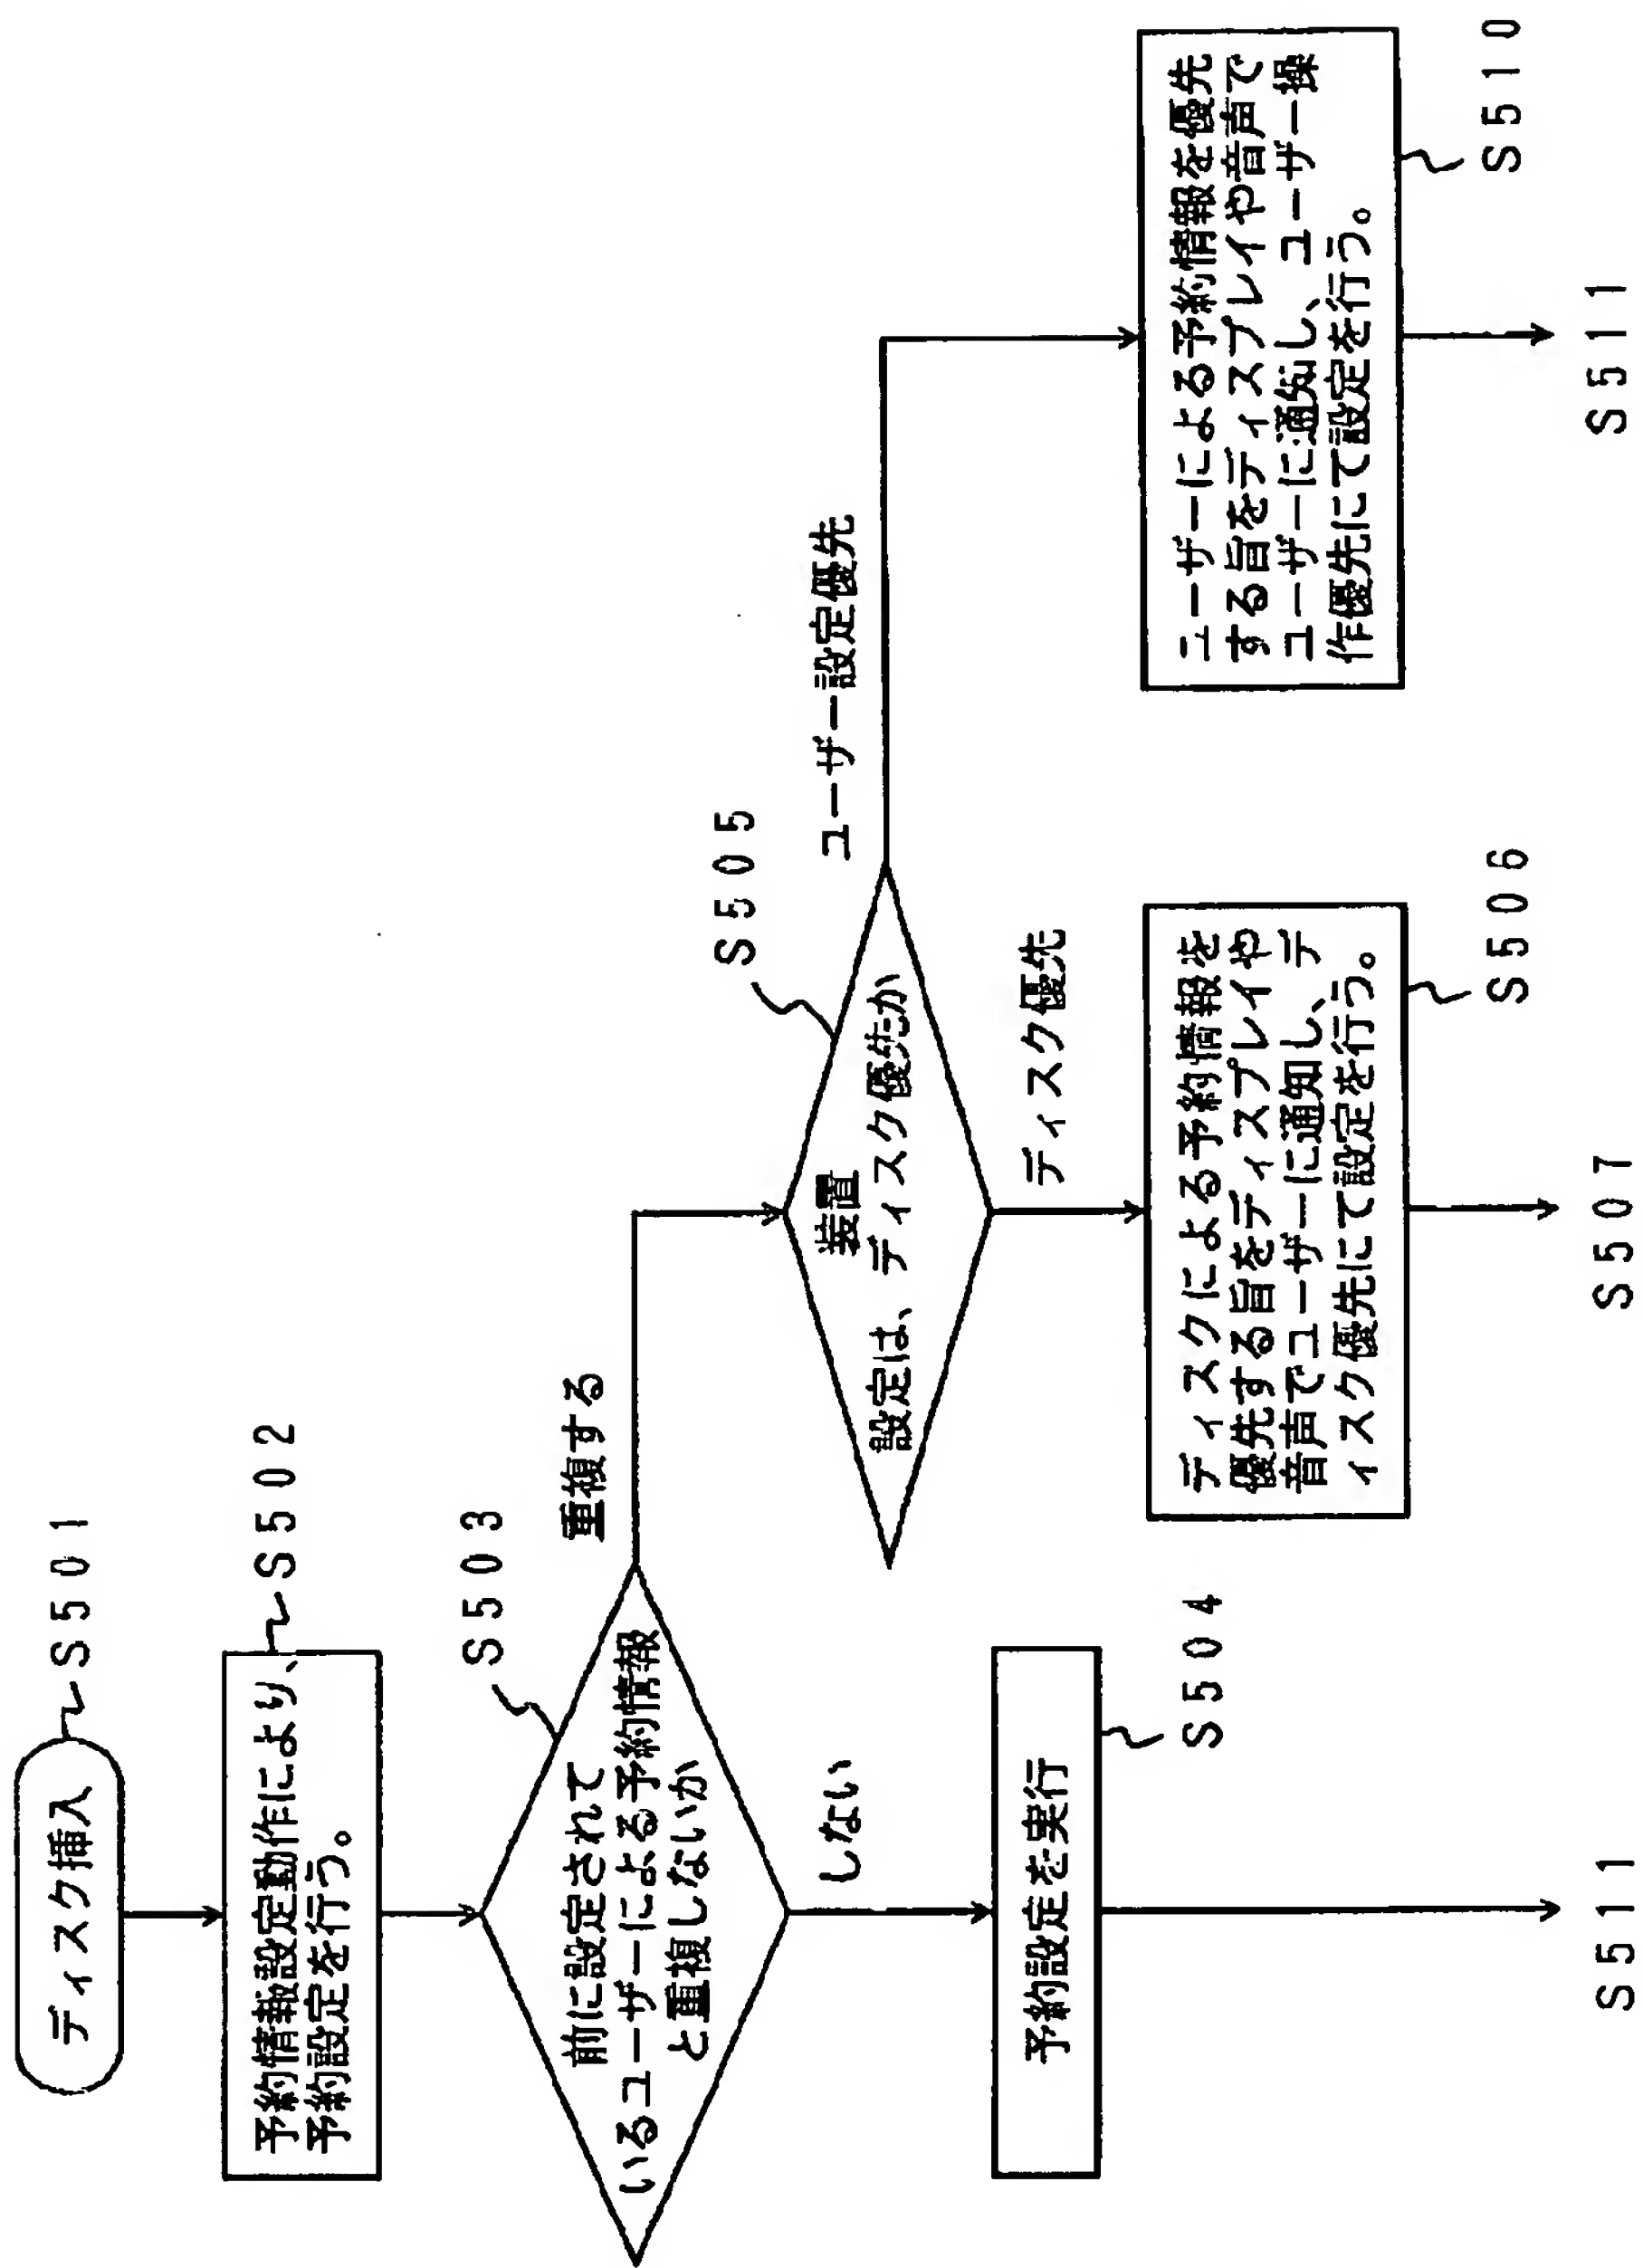 ディスク挿入
S501
予約情報設定動作により、
予約設定を行う。
S502
前に設定されて
いるユーザーによる予約情報
と重複しないか
S503
重複する
しない
予約設定を実行
S504
S511
装置
設定は、ディスク優先か
S505
ユーザー設定優先
ディスク優先
ディスクによる予約情報を
優先する旨をディスプレイや
音声でユーザーに通知し、デ
ィスク優先にて設定を行う。
S506
S507
ユーザーによる予約情報を優先
する旨をディスプレイや音声で
ユーザーに通知し、ユーザー操
作優先にて設定を行う。
S510
S511